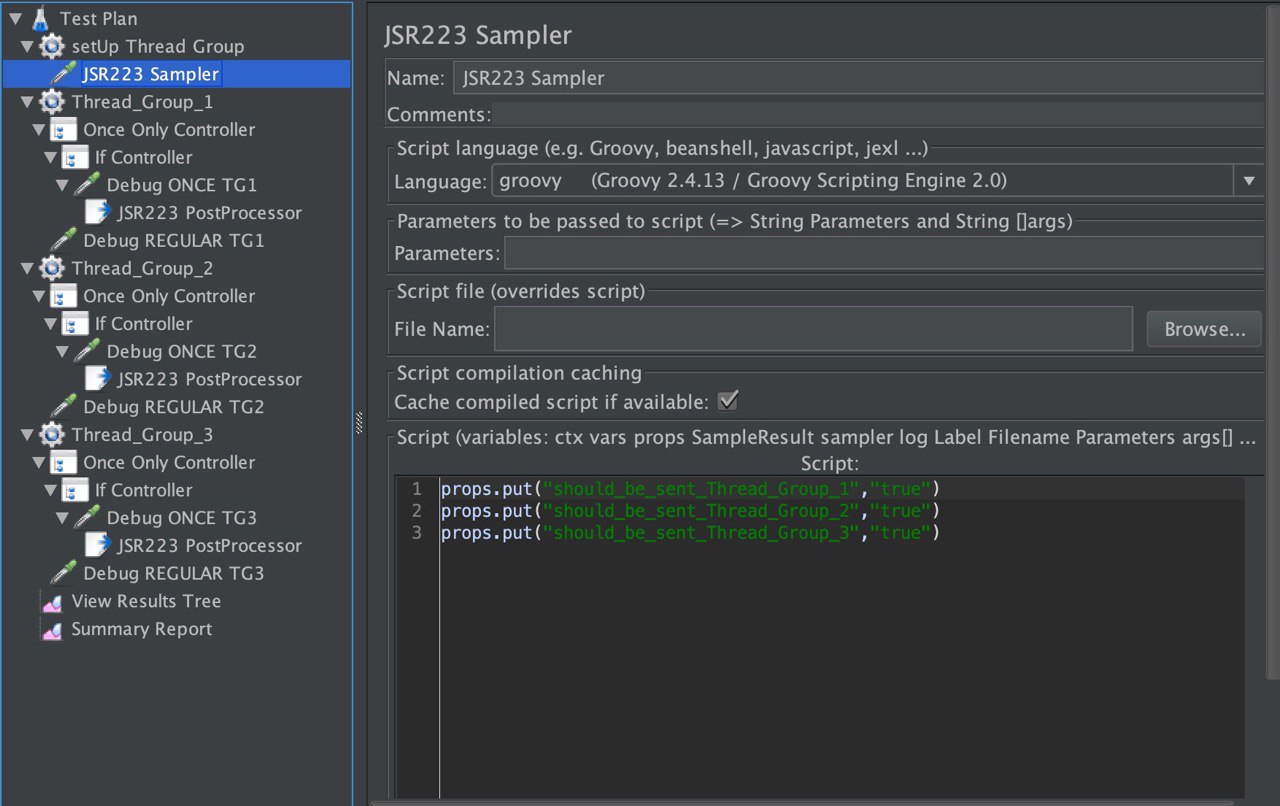 Test Plan
setUp Thread Group
JSR223 Sampler
Thread_Group_1
Once Only Controller
If Controller
Debug ONCE TG1
JSR223 PostProcessor
Debug REGULAR TG1
Thread_Group_2
Once Only Controller
If Controller
Debug ONCE TG2
JSR223 PostProcessor
Debug REGULAR TG2
Thread_Group_3
Once Only Controller
If Controller
Debug ONCE TG3
JSR223 PostProcessor
Debug REGULAR TG3
View Results Tree
Summary Report
JSR223 Sampler
Name: JSR223 Sampler
Comments:
Script language (e.g. Groovy, beanshell, javascript, jexl ...)
Language: groovy (Groovy 2.4.13 / Groovy Scripting Engine 2.0)
Parameters to be passed to script (=> String Parameters and String []args)
Parameters:
Script file (overrides script)
File Name: Browse...
Script compilation caching
Cache compiled script if available:
Script (variables: ctx vars props SampleResult sampler log Label Filename Parameters args[] ...
Script:
1 props.put("should_be_sent_Thread_Group_1","true")
2 props.put("should_be_sent_Thread_Group_2","true")
3 props.put("should_be_sent_Thread_Group_3","true")